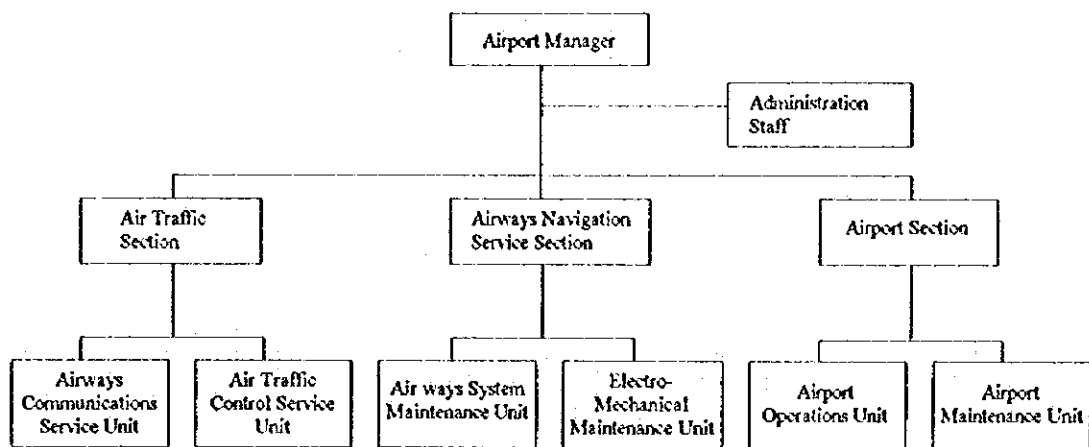 Airport Manager
Administration
Staff
Air Traffic
Section
Airways Navigation
Service Section
Airport Section
Airways
Communications
Service Unit
Air Traffic
Control Service
Unit
Air ways System
Maintenance Unit
Electro-
Mechanical
Maintenance Unit
Airport
Operations Unit
Airport
Maintenance Unit